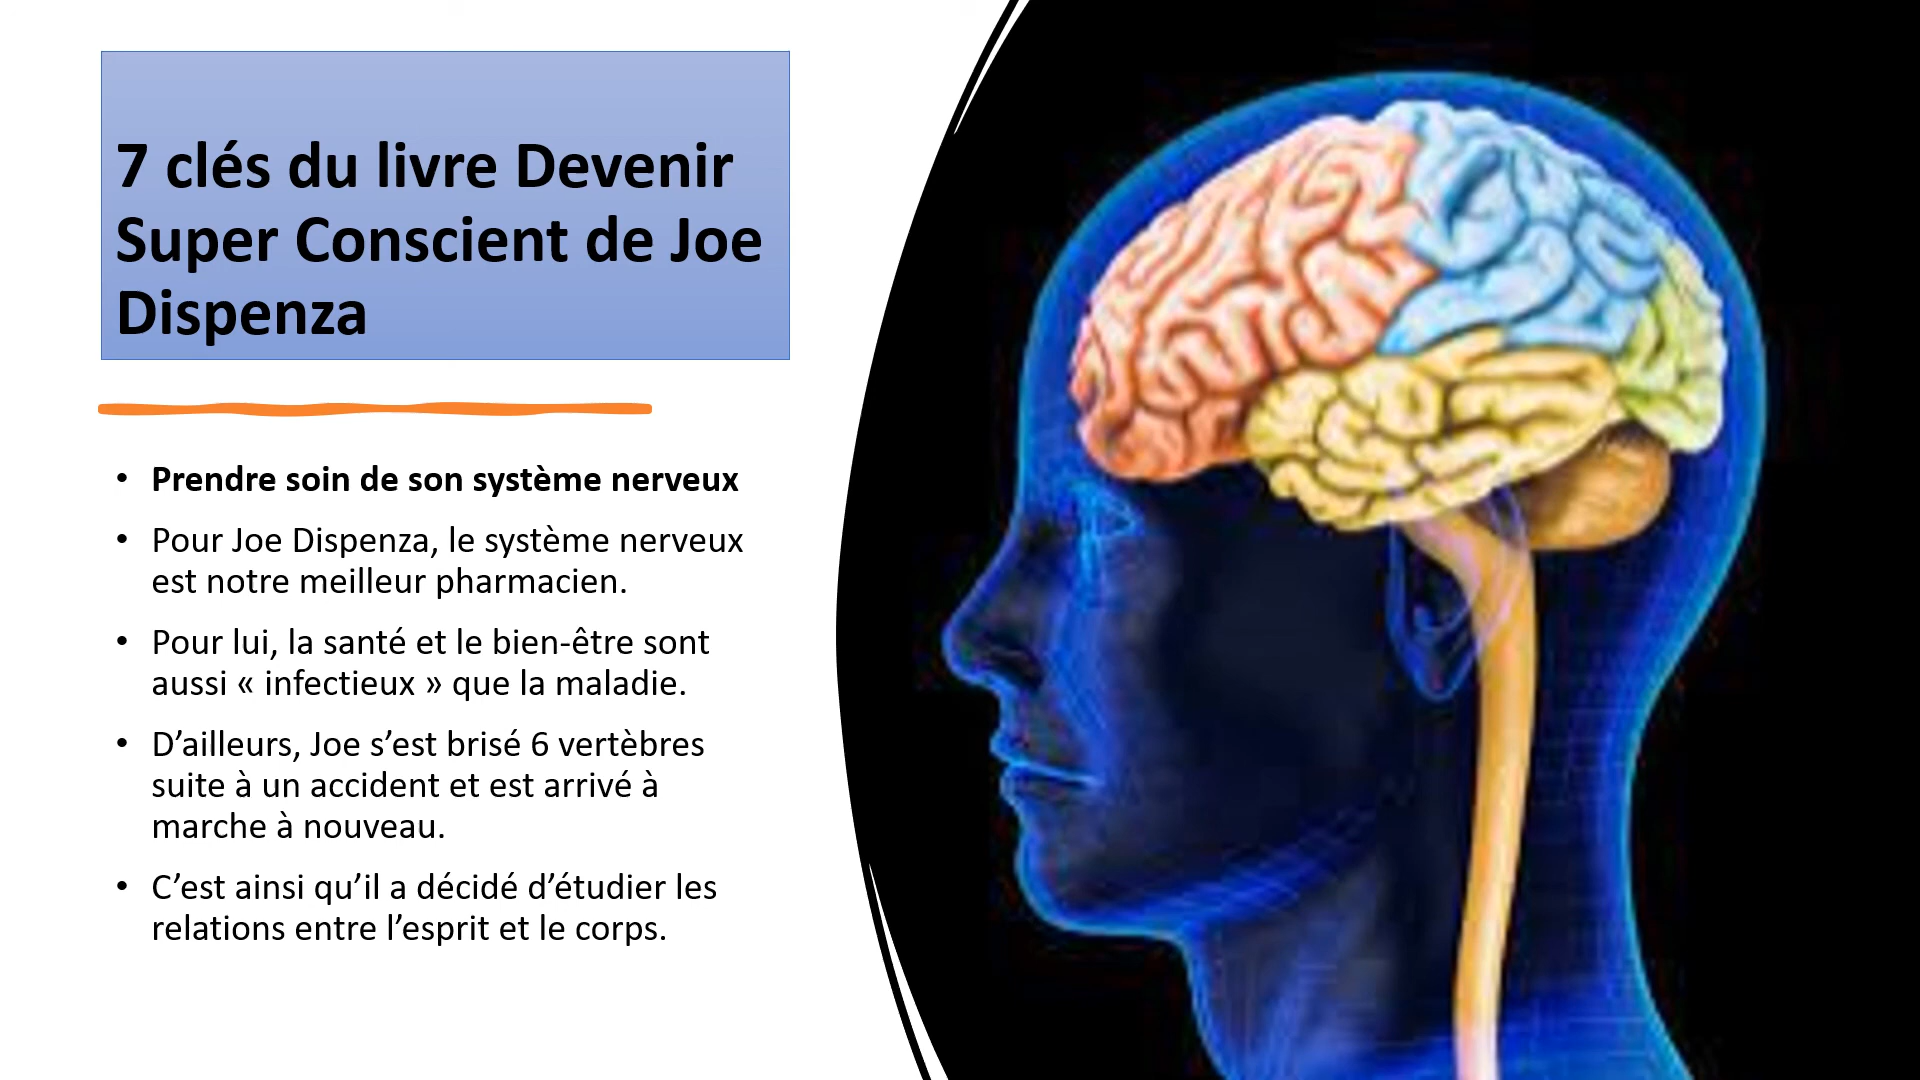 7 clés du livre Devenir
Super Conscient de Joe
Dispenza
• Prendre soin de son système nerveux
• Pour Joe Dispenza, le système nerveux
est notre meilleur pharmacien.
• Pour lui, la santé et le bien-être sont
aussi « infectieux » que la maladie.
• D’ailleurs, Joe s’est brisé 6 vertèbres
suite à un accident et est arrivé à
marche à nouveau.
• C’est ainsi qu’il a décidé d’étudier les
relations entre l’esprit et le corps.